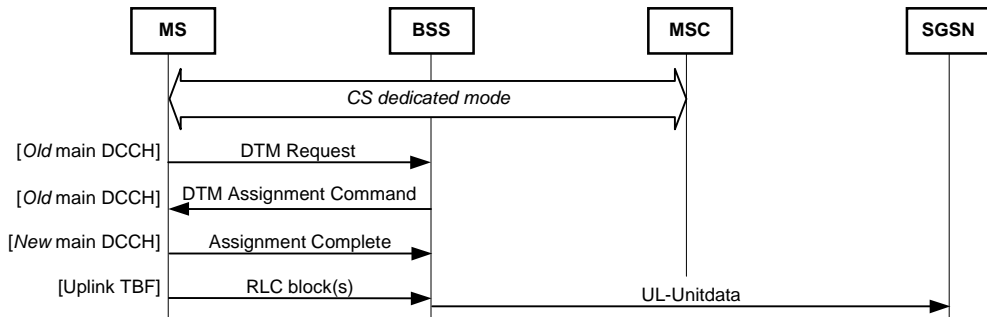 MS BSS MSC SGSN
CS dedicated mode
[Old main DCCH] DTM Request
[Old main DCCH] DTM Assignment Command
[New main DCCH] Assignment Complete
[Uplink TBF] RLC block(s) UL-Unitdata